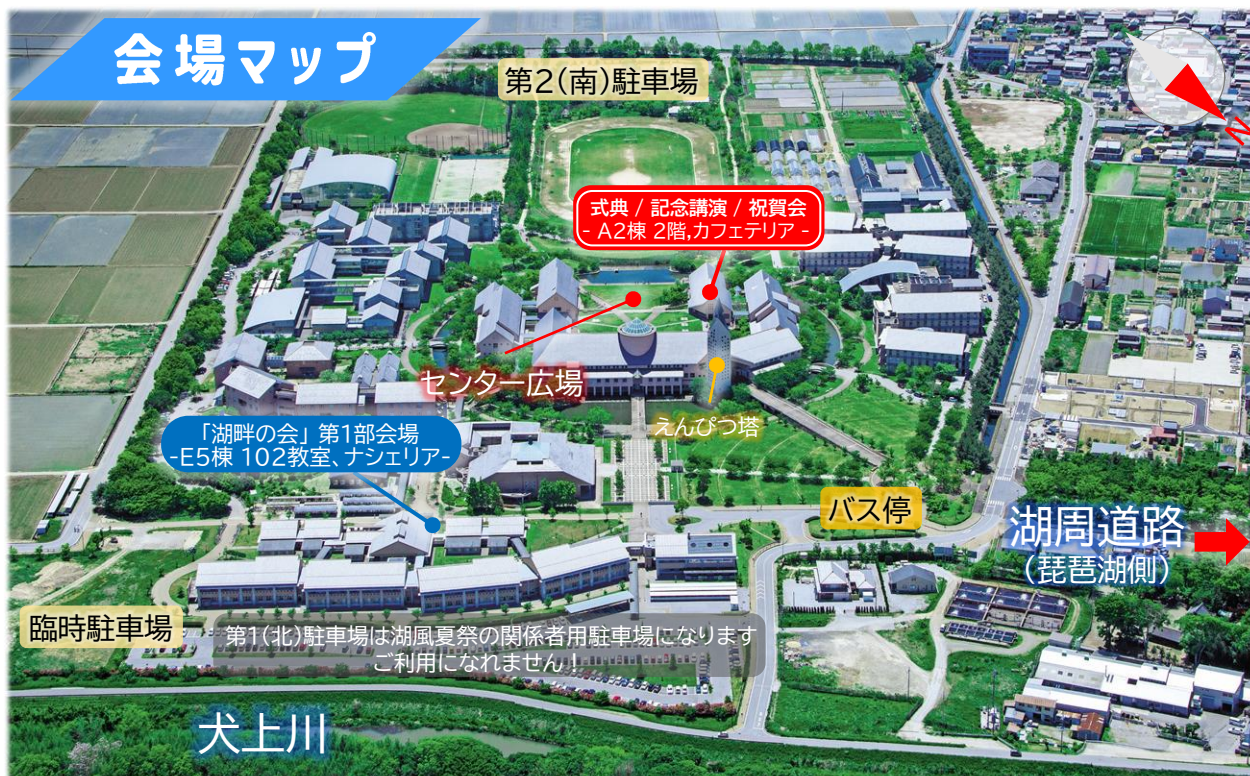 会場マップ
第2(南)駐車場
N
式典 / 記念講演 / 祝賀会
- A2棟 2階,カフェテリア -
センター広場
えんぴつ塔
「湖畔の会」 第1部会場
-E5棟 102教室、ナシェリア-
バス停
湖周道路
(琵琶湖側)
臨時駐車場
第1(北)駐車場は湖風夏祭の関係者用駐車場になります
ご利用になれません!
犬上川